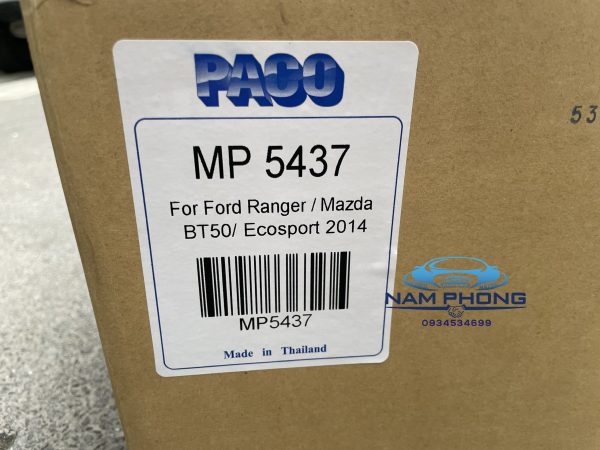 PACO
MP 5437
For Ford Ranger / Mazda
BT50/ Ecosport 2014
MP5437
Made in Thailand
53
NAM PHONG
0934534699